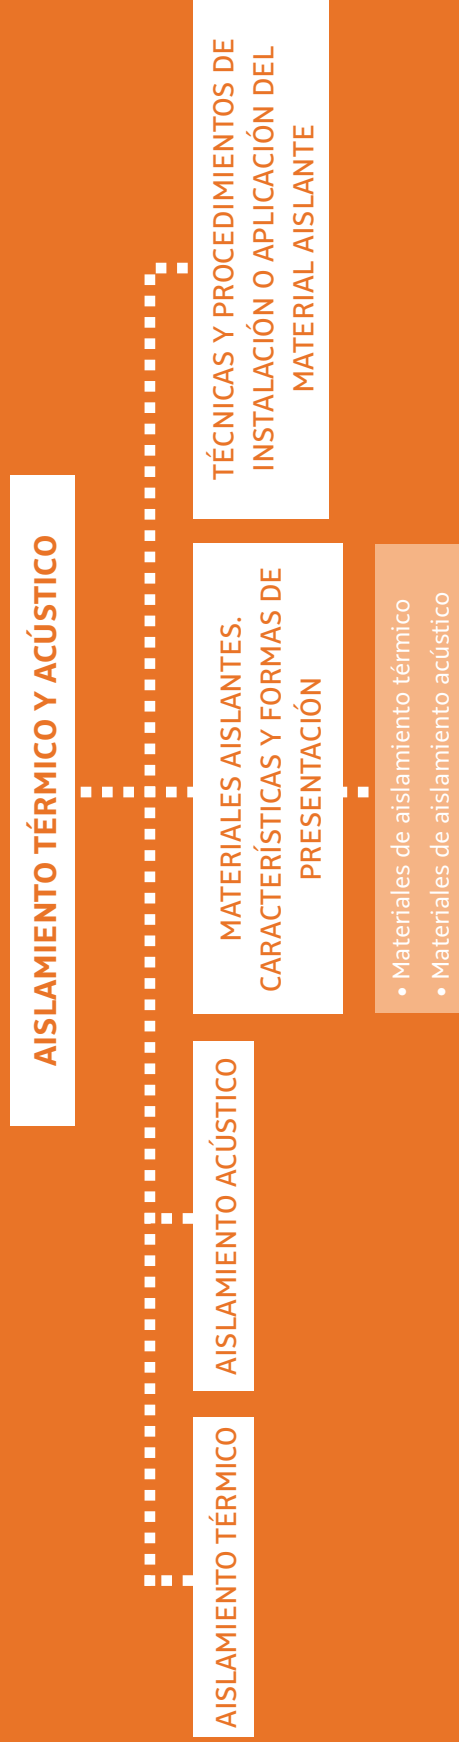 AISLAMIENTO TÉRMICO Y ACÚSTICO
AISLAMIENTO TÉRMICO
AISLAMIENTO ACÚSTICO
MATERIALES AISLANTES.
CARACTERÍSTICAS Y FORMAS DE
PRESENTACIÓN
• Materiales de aislamiento térmico
• Materiales de aislamiento acústico
TÉCNICAS Y PROCEDIMIENTOS DE
INSTALACIÓN O APLICACIÓN DEL
MATERIAL AISLANTE